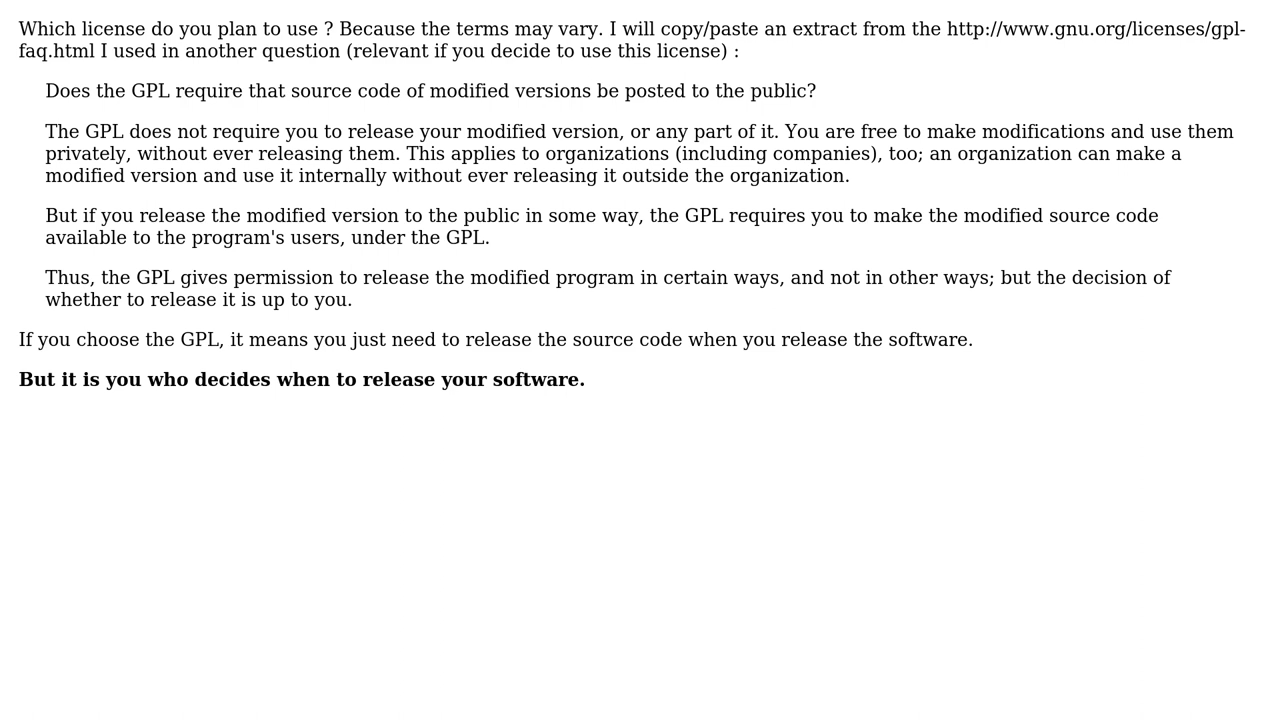 Which license do you plan to use ? Because the terms may vary. I will copy/paste an extract from the http://www.gnu.org/licenses/gpl-
faq.html I used in another question (relevant if you decide to use this license) :
Does the GPL require that source code of modified versions be posted to the public?
The GPL does not require you to release your modified version, or any part of it. You are free to make modifications and use them
privately, without ever releasing them. This applies to organizations (including companies), too; an organization can make a
modified version and use it internally without ever releasing it outside the organization.
But if you release the modified version to the public in some way, the GPL requires you to make the modified source code
available to the program's users, under the GPL.
Thus, the GPL gives permission to release the modified program in certain ways, and not in other ways; but the decision of
whether to release it is up to you.
If you choose the GPL, it means you just need to release the source code when you release the software.
But it is you who decides when to release your software.